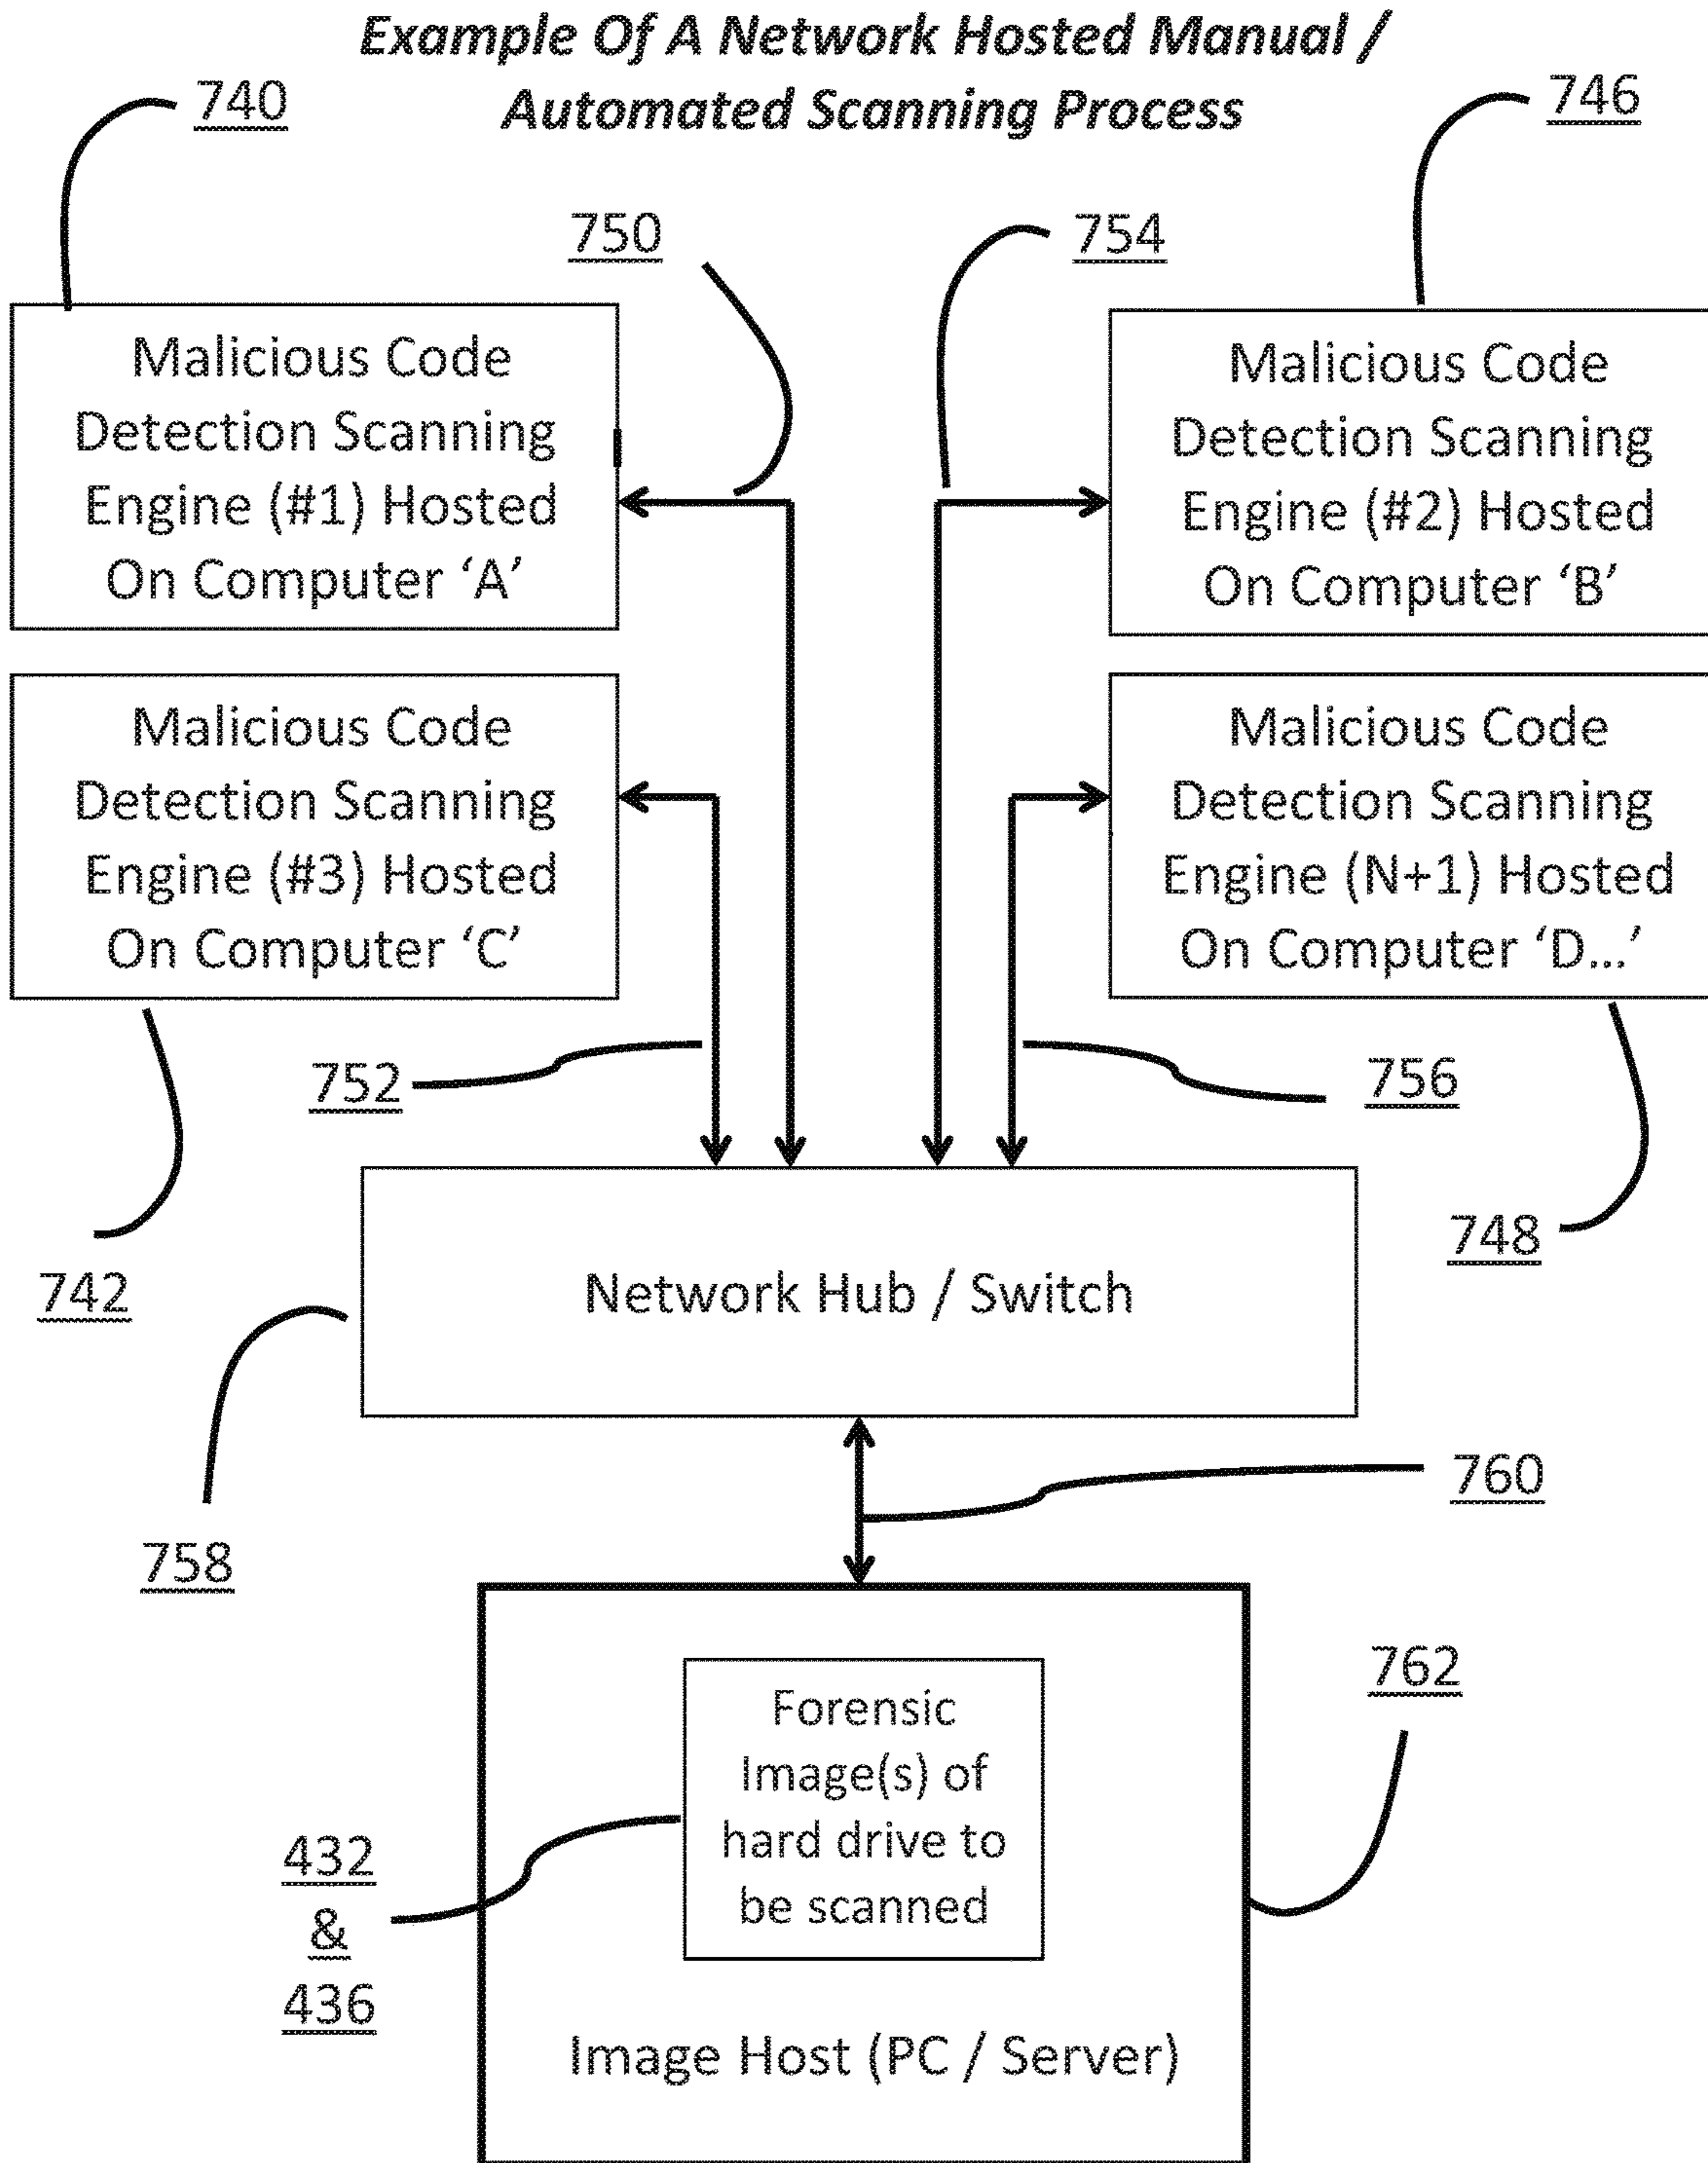 Example Of A Network Hosted Manual /
Automated Scanning Process
740
746
750
754
Malicious Code
Detection Scanning
Engine (#1) Hosted
On Computer ‘A’
Malicious Code
Detection Scanning
Engine (#2) Hosted
On Computer ‘B’
Malicious Code
Detection Scanning
Engine (#3) Hosted
On Computer ‘C’
Malicious Code
Detection Scanning
Engine (N+1) Hosted
On Computer ‘D...’
752
756
742
748
Network Hub / Switch
758
760
762
Forensic
Image(s) of
hard drive to
be scanned
432
&
436
Image Host (PC / Server)